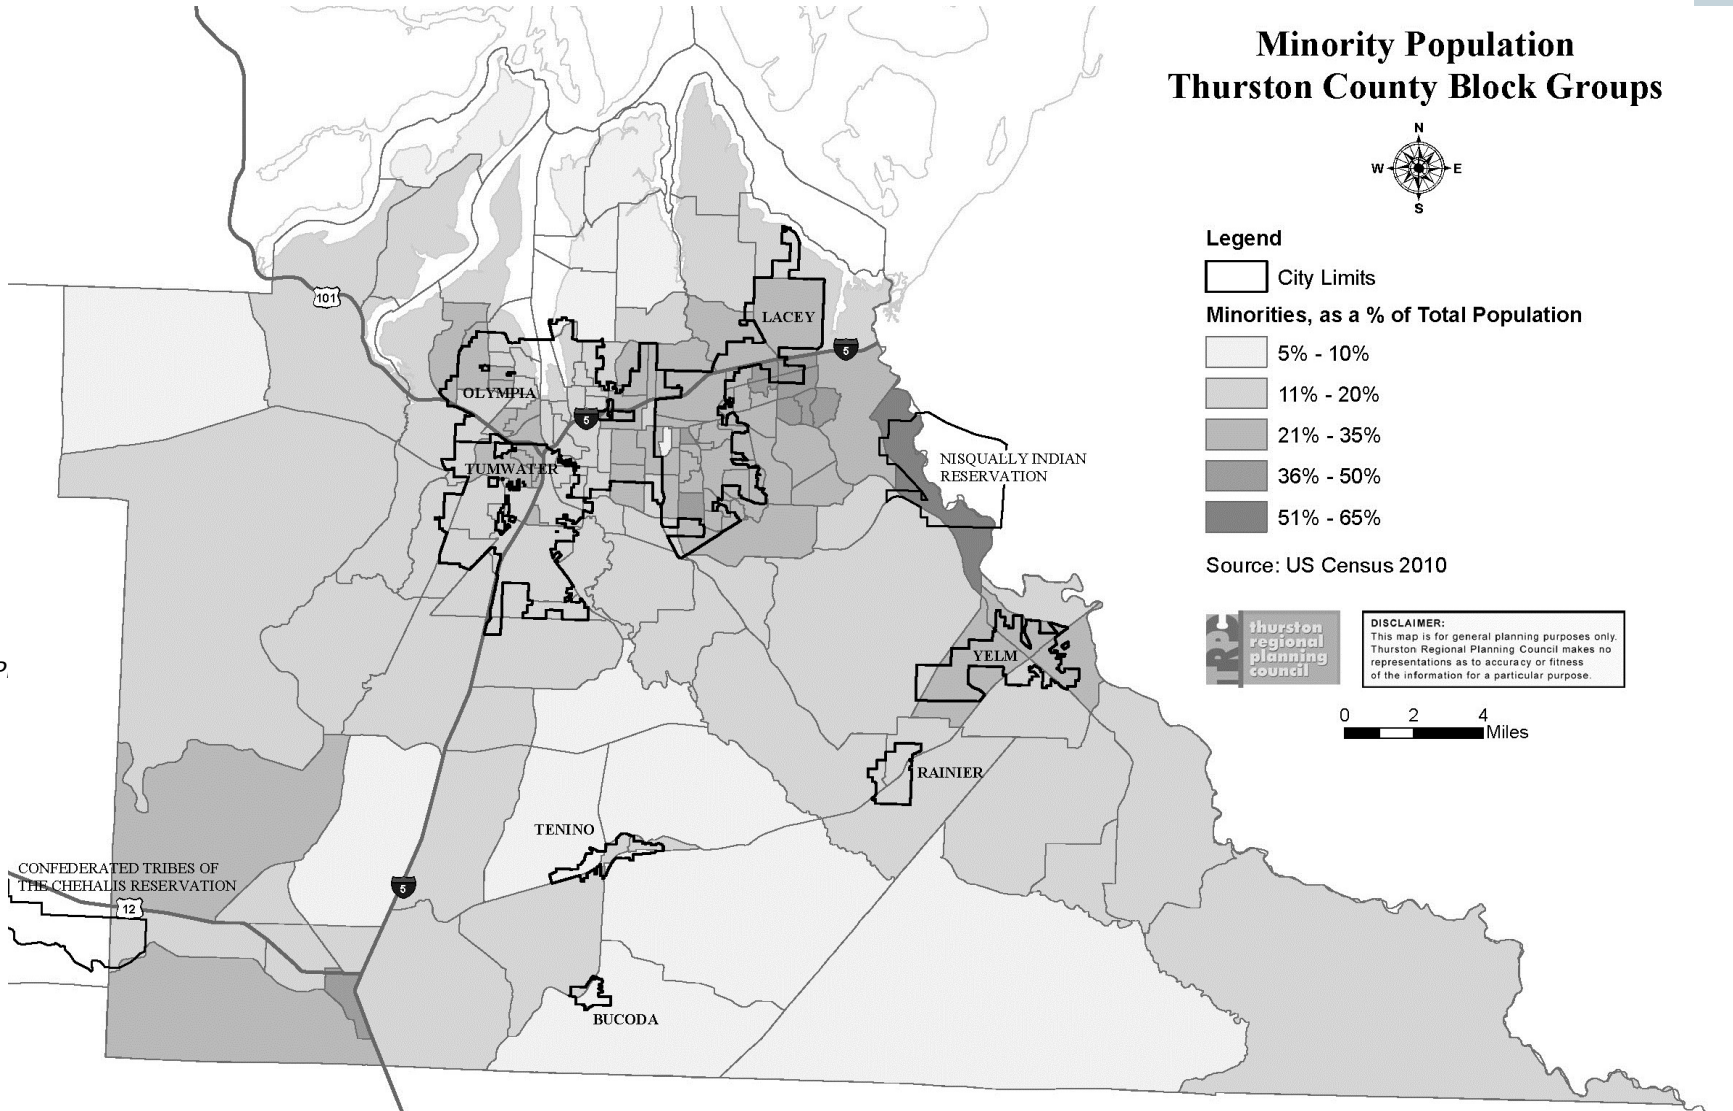 Minority Population
Thurston County Block Groups
N
W
E
S
Legend
City Limits
Minorities, as a % of Total Population
5% - 10%
11% - 20%
21% - 35%
36% - 50%
51% - 65%
Source: US Census 2010
TRPC
thurston
regional
planning
council
DISCLAIMER:
This map is for general planning purposes only.
Thurston Regional Planning Council makes no
representations as to accuracy or fitness
of the information for a particular purpose.
0 2 4
Miles
101
LACEY
5
OLYMPIA
5
TUMWATER
NISQUALLY INDIAN
RESERVATION
YELM
RAINIER
TENINO
CONFEDERATED TRIBES OF
THE CHEHALIS RESERVATION
5
12
BUCODA